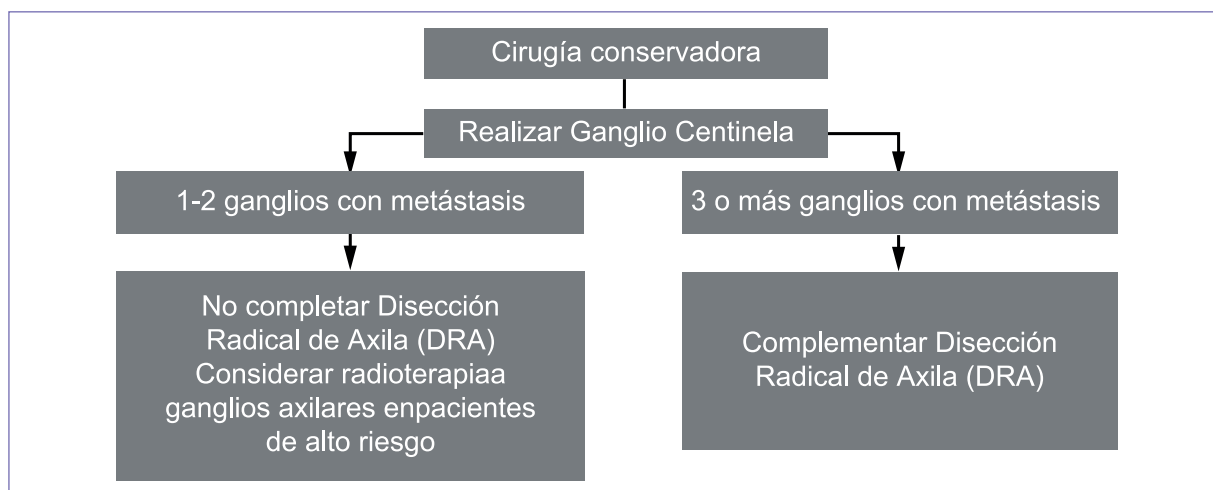 Cirugía conservadora
Realizar Ganglio Centinela
1-2 ganglios con metástasis
3 o más ganglios con metástasis
No completar Disección
Radical de Axila (DRA)
Considerar radioterapiaa
ganglios axilares enpacientes
de alto riesgo
Complementar Disección
Radical de Axila (DRA)